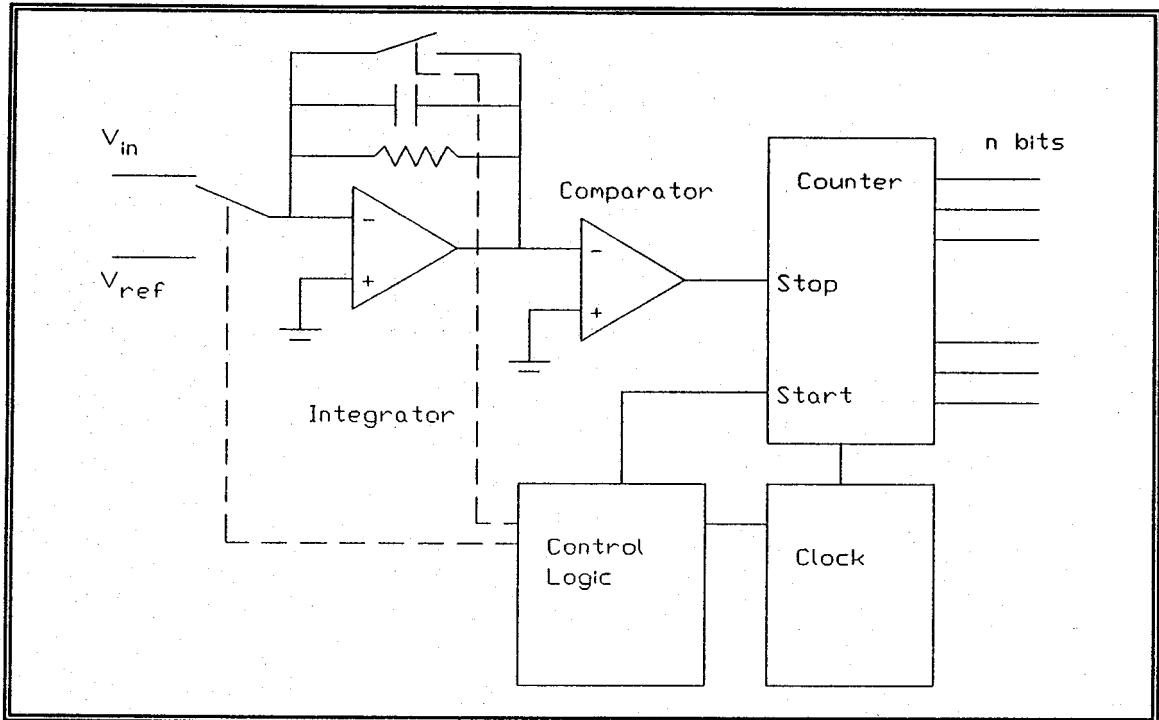 V_in
V_ref
n bits
Comparator
Counter
Stop
Start
Integrator
Control
Logic
Clock
-
+
-
+